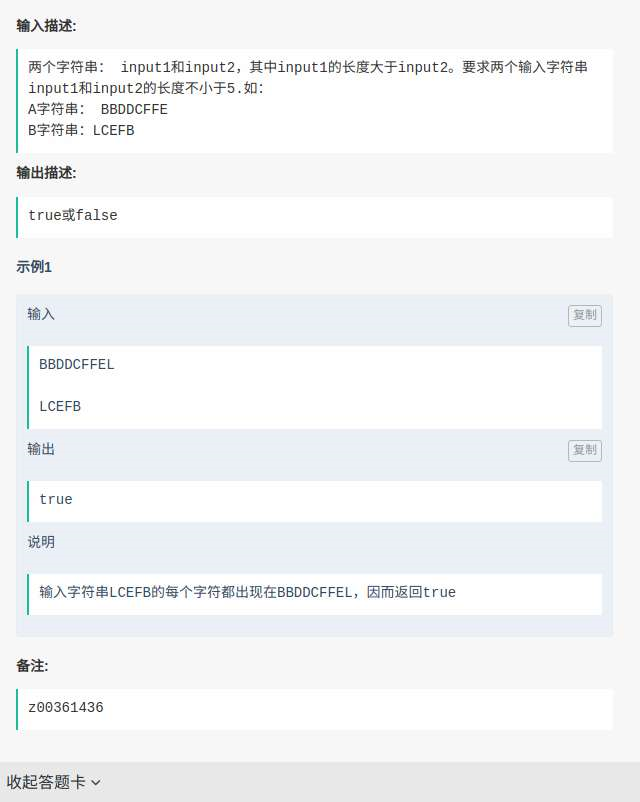 输入描述:
两个字符串： input1和input2，其中input1的长度大于input2。要求两个输入字符串
input1和input2的长度不小于5.如：
A字符串： BBDDCFFE
B字符串：LCEFB
输出描述:
true或false
示例1
输入
复制
BBDDCFFEL
LCEFB
输出
复制
true
说明
输入字符串LCEFB的每个字符都出现在BBDDCFFEL，因而返回true
备注:
z00361436
收起答题卡